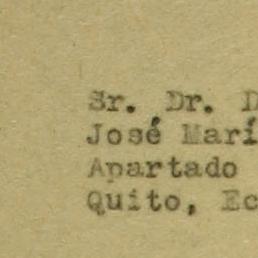 Sr. Dr. D
José Marí
Apartado
Quito, Ec